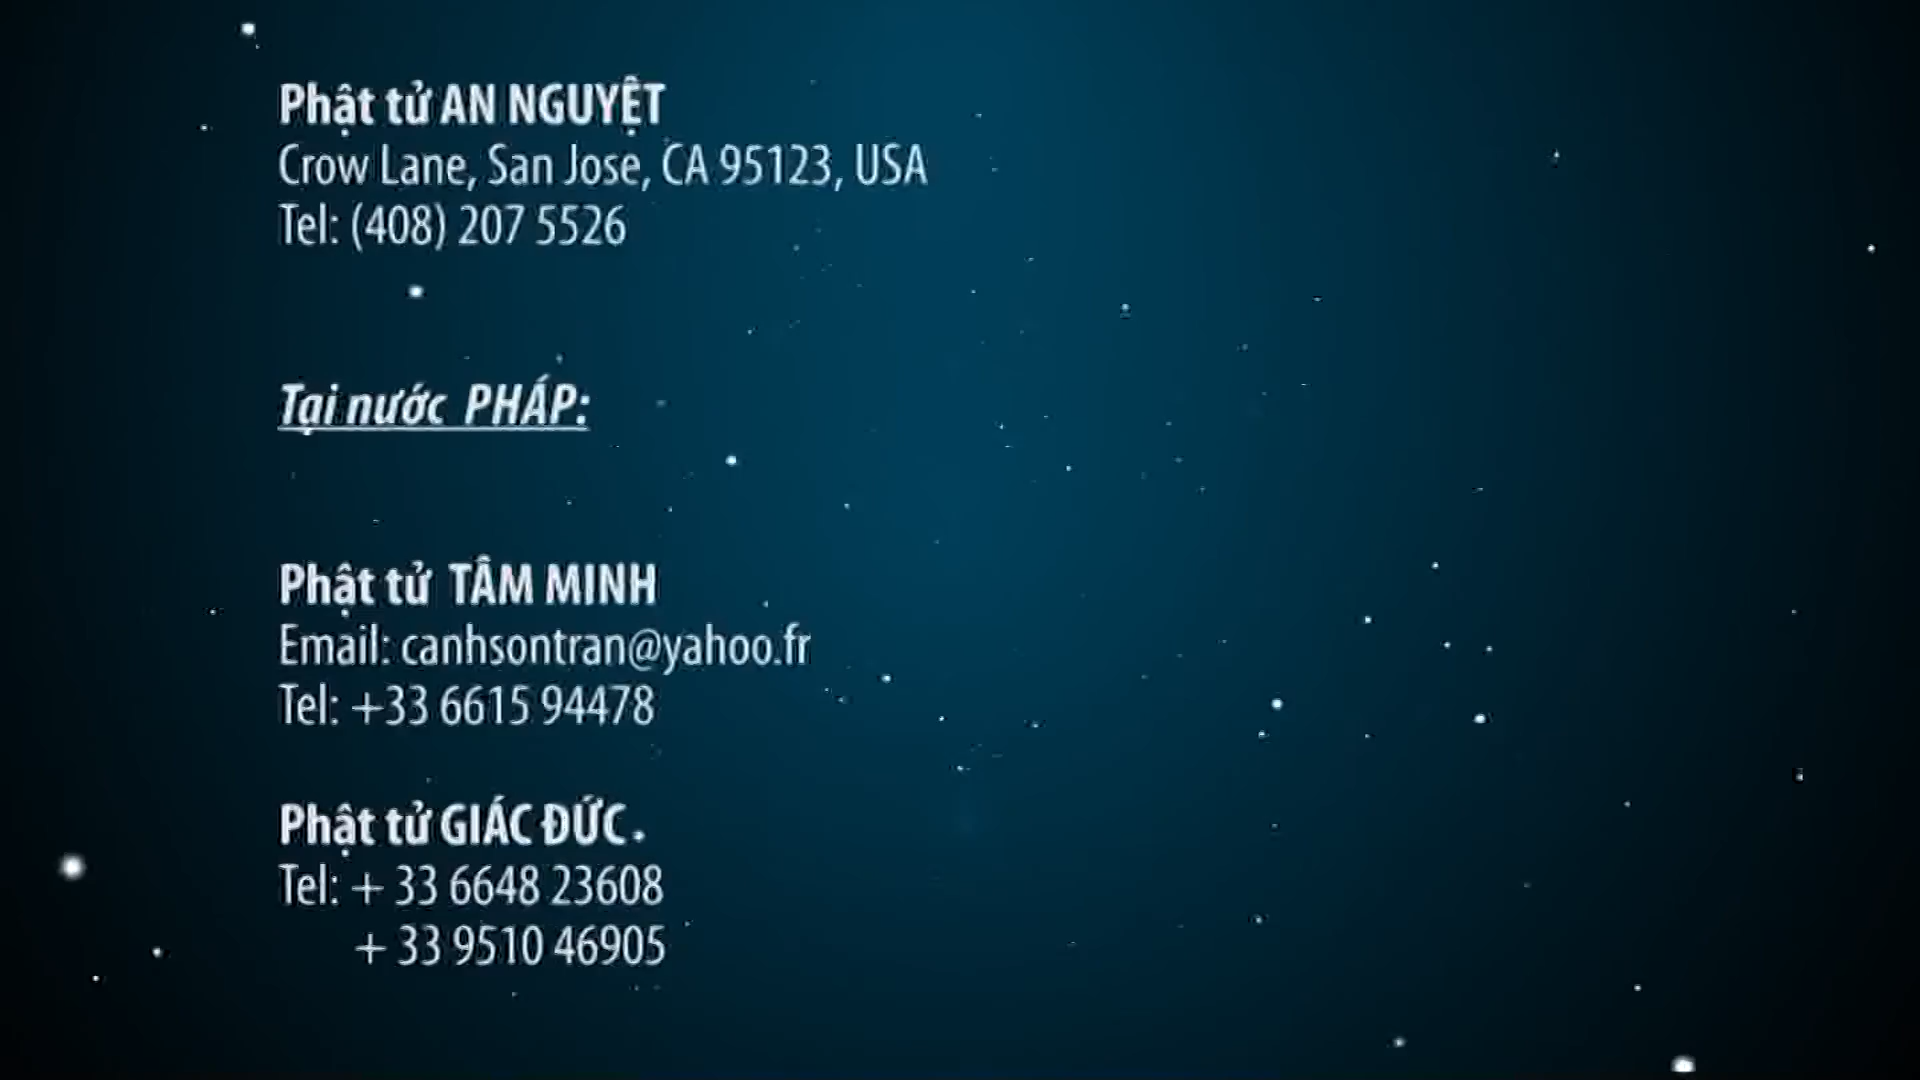 Phật tử AN NGUYỆT
Crow Lane, San Jose, CA 95123, USA
Tel: (408) 207 5526
Tại nước PHÁP:
Phật tử TÂM MINH
Email: canhsontran@yahoo.fr
Tel: +33 6615 94478
Phật tử GIÁC ĐỨC
Tel: + 33 6648 23608
+ 33 9510 46905